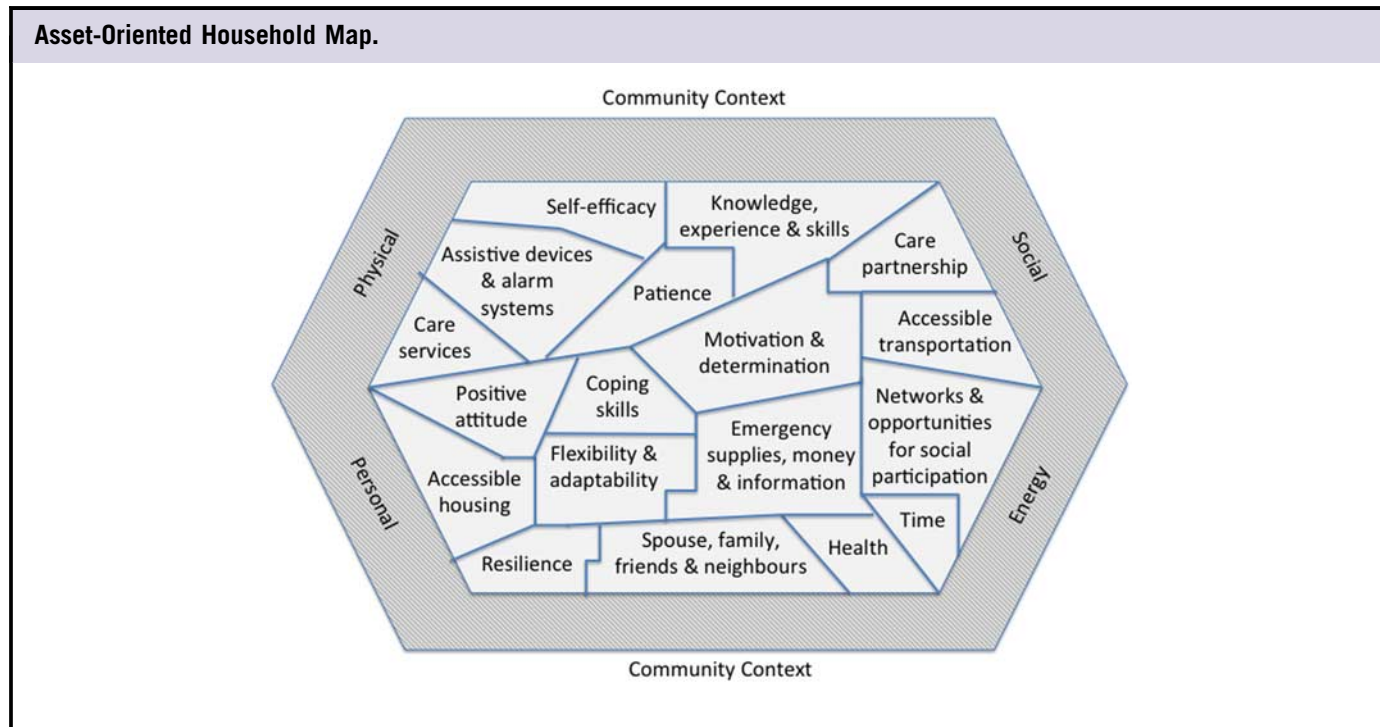 Asset-Oriented Household Map.
Community Context
Physical
Social
Self-efficacy
Knowledge,
experience & skills
Care
partnership
Assistive devices
& alarm
systems
Patience
Care
services
Motivation &
determination
Accessible
transportation
Positive
attitude
Coping
skills
Networks &
opportunities
for social
participation
Emergency
supplies, money
& information
Flexibility &
adaptability
Accessible
housing
Personal
Energy
Time
Resilience
Spouse, family,
friends & neighbours
Health
Community Context